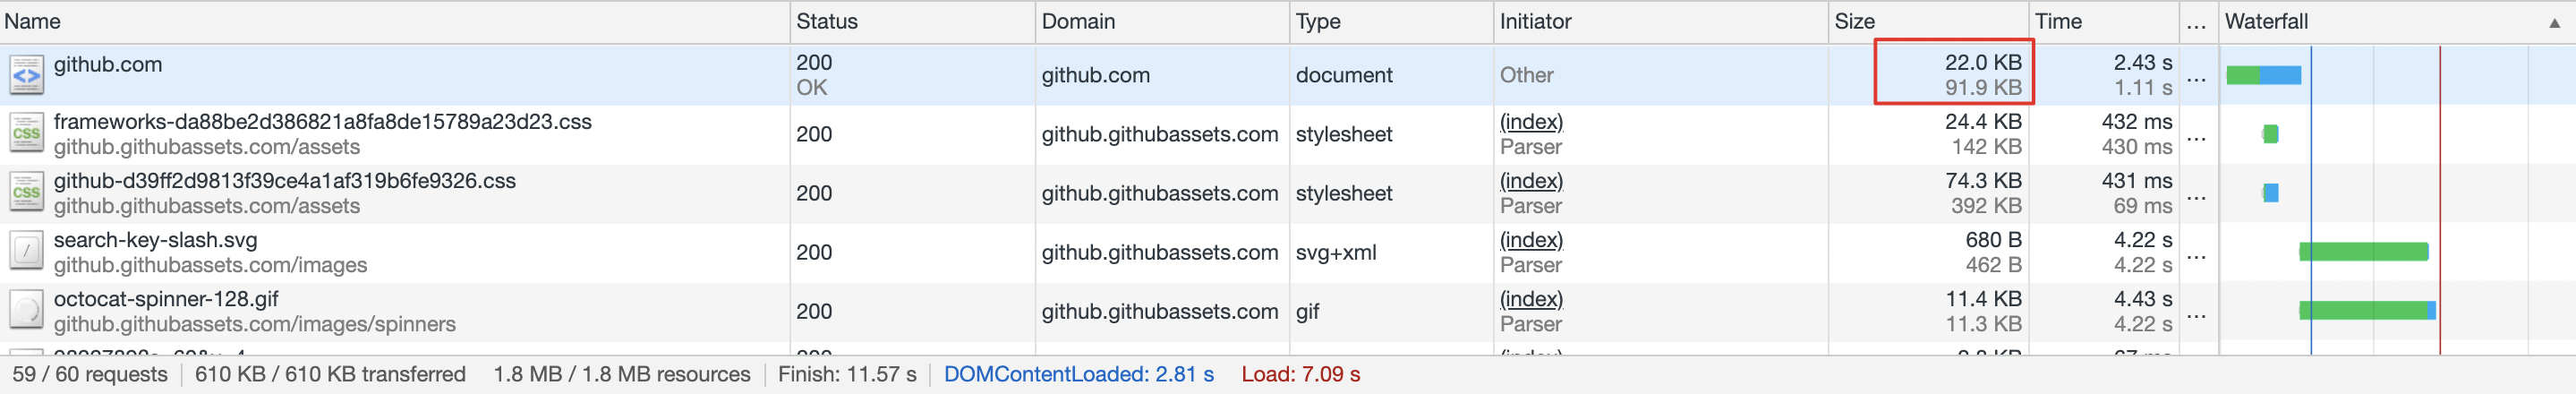 Name Status Domain Type Initiator Size Time ... Waterfall ▲
github.com 200 OK github.com document Other 22.0 KB 91.9 KB 2.43 s 1.11 s ...
frameworks-da88be2d386821a8fa8de15789a23d23.css 200 github.githubassets.com stylesheet (index) 24.4 KB 432 ms ...
github.githubassets.com/assets Parser 142 KB 430 ms
github-d39ff2d9813f39ce4a1af319b6fe9326.css 200 github.githubassets.com stylesheet (index) 74.3 KB 431 ms ...
github.githubassets.com/assets Parser 392 KB 69 ms
search-key-slash.svg 200 github.githubassets.com svg+xml (index) 680 B 4.22 s ...
github.githubassets.com/images Parser 462 B 4.22 s
octocat-spinner-128.gif 200 github.githubassets.com gif (index) 11.4 KB 4.43 s ...
github.githubassets.com/images/spinners Parser 11.3 KB 4.22 s
59 / 60 requests 610 KB / 610 KB transferred 1.8 MB / 1.8 MB resources Finish: 11.57 s DOMContentLoaded: 2.81 s Load: 7.09 s